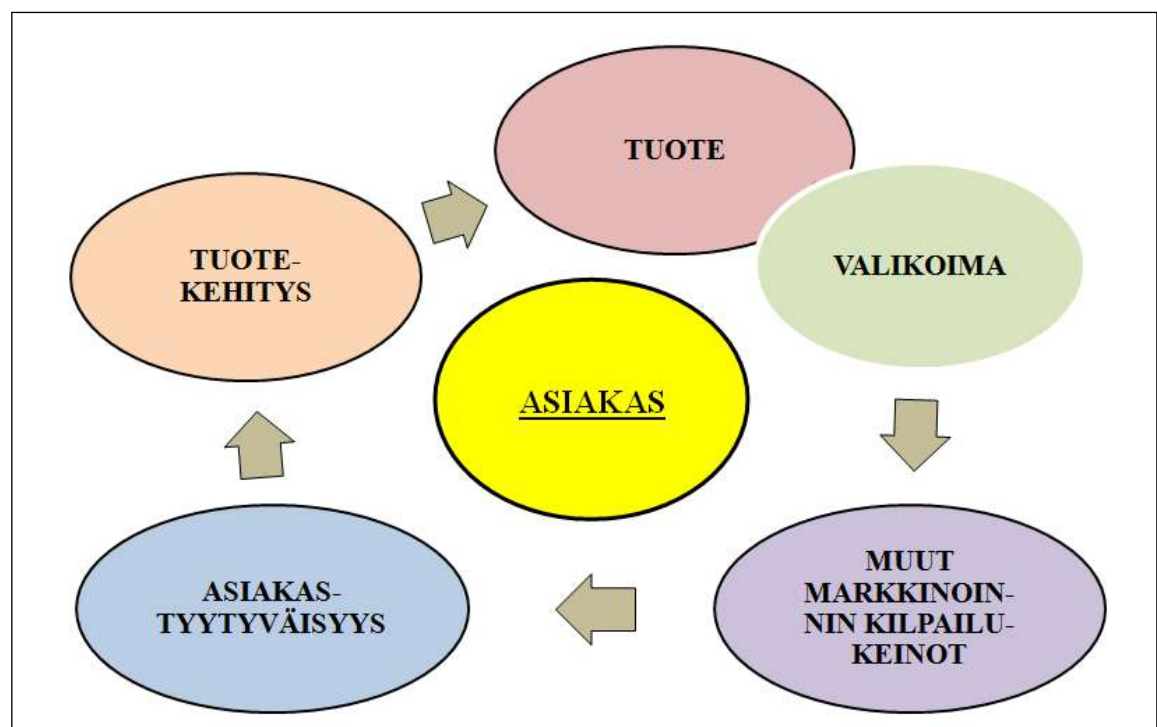 TUOTE
VALIKOIMA
TUOTE-
KEHITYS
ASIAKAS
MUUT
MARKKINOIN-
NIN KILPAILU-
KEINOT
ASIAKAS-
TYYTYVÄISYYS